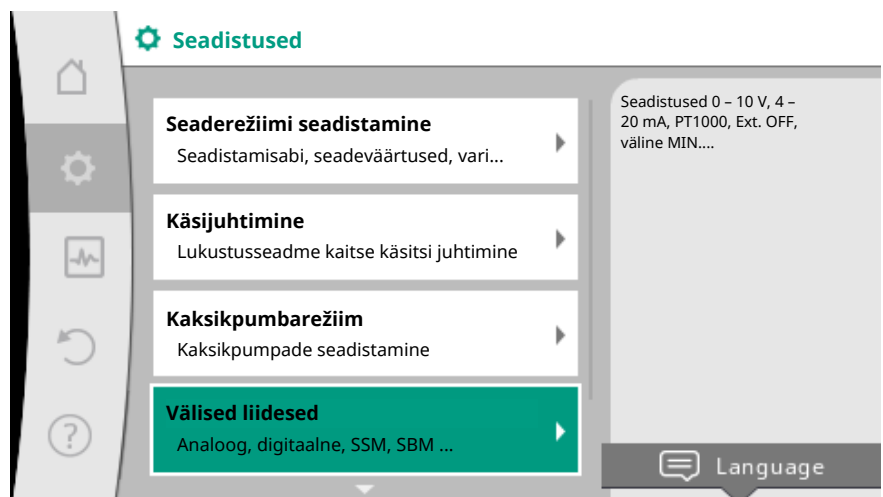 Seadistused
Seaderežiimi seadistamine
Seadistamisabi, seadeväärtused, vari...
Käsijuhtimine
Lukustusseadme kaitse käsitsi juhtimine
Kaksikpumbarežiim
Kaksikpumpade seadistamine
Välised liidesed
Analoog, digitaalne, SSM, SBM ...
Seadistused 0 – 10 V, 4 –
20 mA, PT1000, Ext. OFF,
väline MIN....
Language